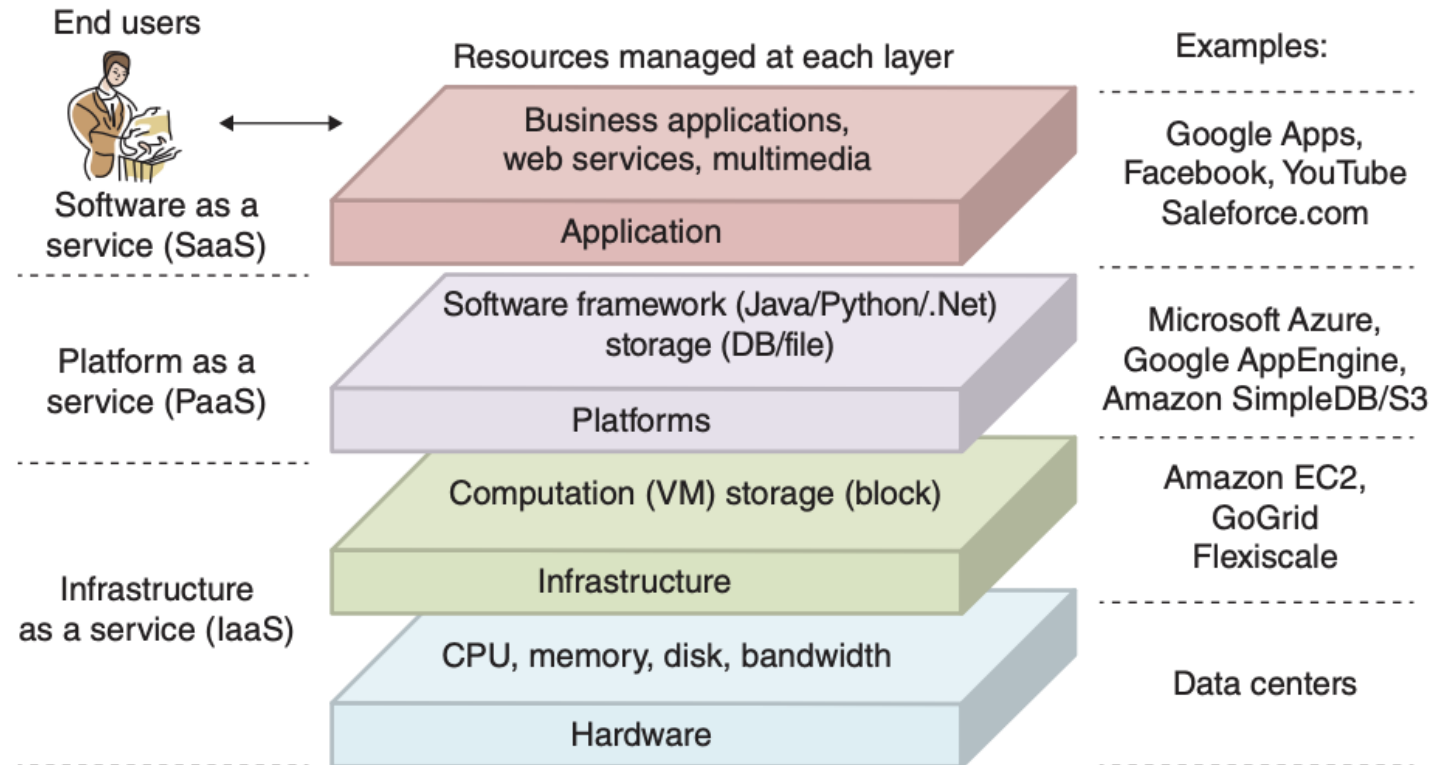 End users
Resources managed at each layer
Examples:
Business applications,
web services, multimedia
Application
Google Apps,
Facebook, YouTube
Saleforce.com
Software as a
service (SaaS)
Software framework (Java/Python/.Net)
storage (DB/file)
Platforms
Microsoft Azure,
Google AppEngine,
Amazon SimpleDB/S3
Platform as a
service (PaaS)
Computation (VM) storage (block)
Infrastructure
Amazon EC2,
GoGrid
Flexiscale
Infrastructure
as a service (IaaS)
CPU, memory, disk, bandwidth
Hardware
Data centers